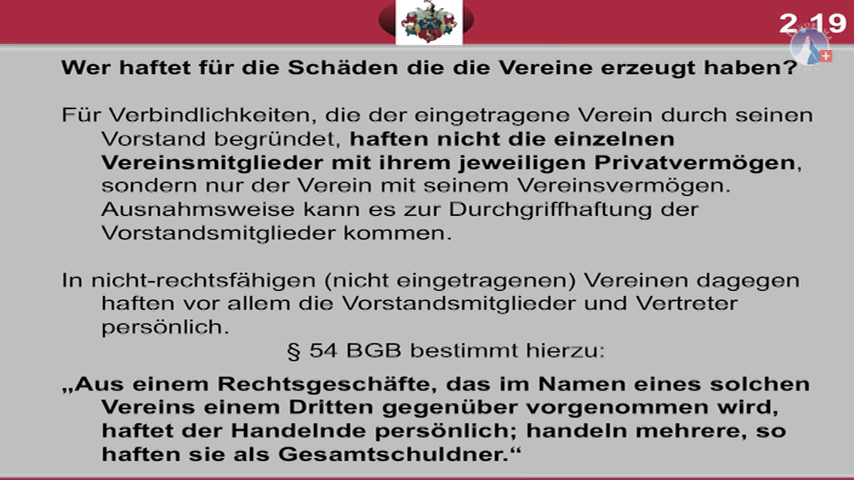 2.19
Wer haftet für die Schäden die die Vereine erzeugt haben?
Für Verbindlichkeiten, die der eingetragene Verein durch seinen
Vorstand begründet, haften nicht die einzelnen
Vereinsmitglieder mit ihrem jeweiligen Privatvermögen,
sondern nur der Verein mit seinem Vereinsvermögen.
Ausnahmsweise kann es zur Durchgriffhaftung der
Vorstandsmitglieder kommen.
In nicht-rechtsfähigen (nicht eingetragenen) Vereinen dagegen
haften vor allem die Vorstandsmitglieder und Vertreter
persönlich.
§ 54 BGB bestimmt hierzu:
„Aus einem Rechtsgeschäfte, das im Namen eines solchen
Vereins einem Dritten gegenüber vorgenommen wird,
haftet der Handelnde persönlich; handeln mehrere, so
haften sie als Gesamtschuldner.“